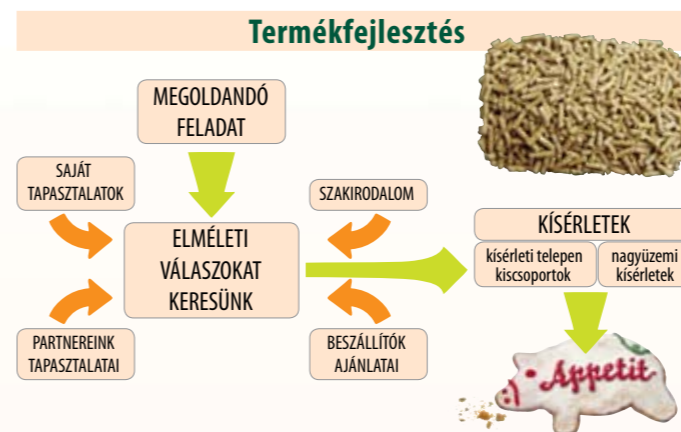 Termékfejlesztés
MEGOLDANDÓ
FELADAT
SAJÁT
TAPASZTALATOK
SZAKIRODALOM
ELMÉLETI
VÁLASZOKAT
KERESÜNK
PARTNEREINK
TAPASZTALATAI
BESZÁLLÍTÓK
AJÁNLATAI
KÍSÉRLETEK
kísérleti telepen
kiscsoportok
nagyüzemi
kísérletek
Appetit